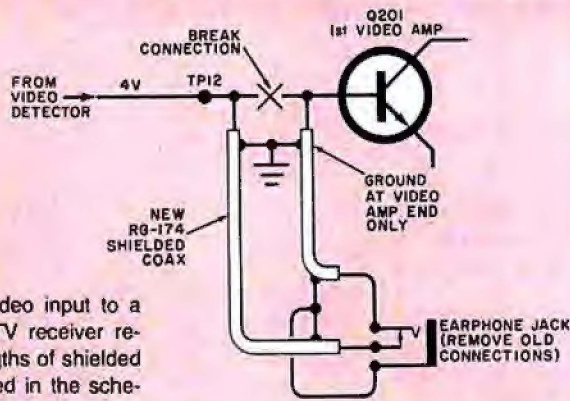 Q201
1st VIDEO AMP
BREAK
CONNECTION
FROM
VIDEO
DETECTOR
4V
TP12
GROUND
AT VIDEO
AMP END
ONLY
NEW
RG-174
SHIELDED
COAX
deo input to a
TV receiver re-
gths of shielded
ed in the sche-
EARPHONE JACK
(REMOVE OLD
CONNECTIONS)